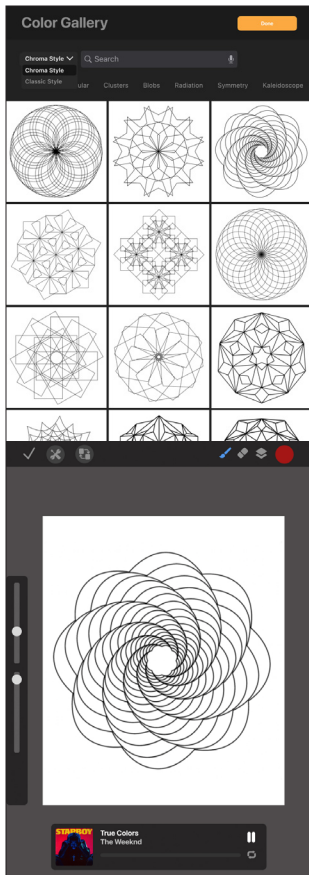 Color Gallery
Done
Chroma Style
Search
Chroma Style
Classic Style
ular Clusters Blobs Radiation Symmetry Kaleidoscope
STARBOY
True Colors
The Weeknd